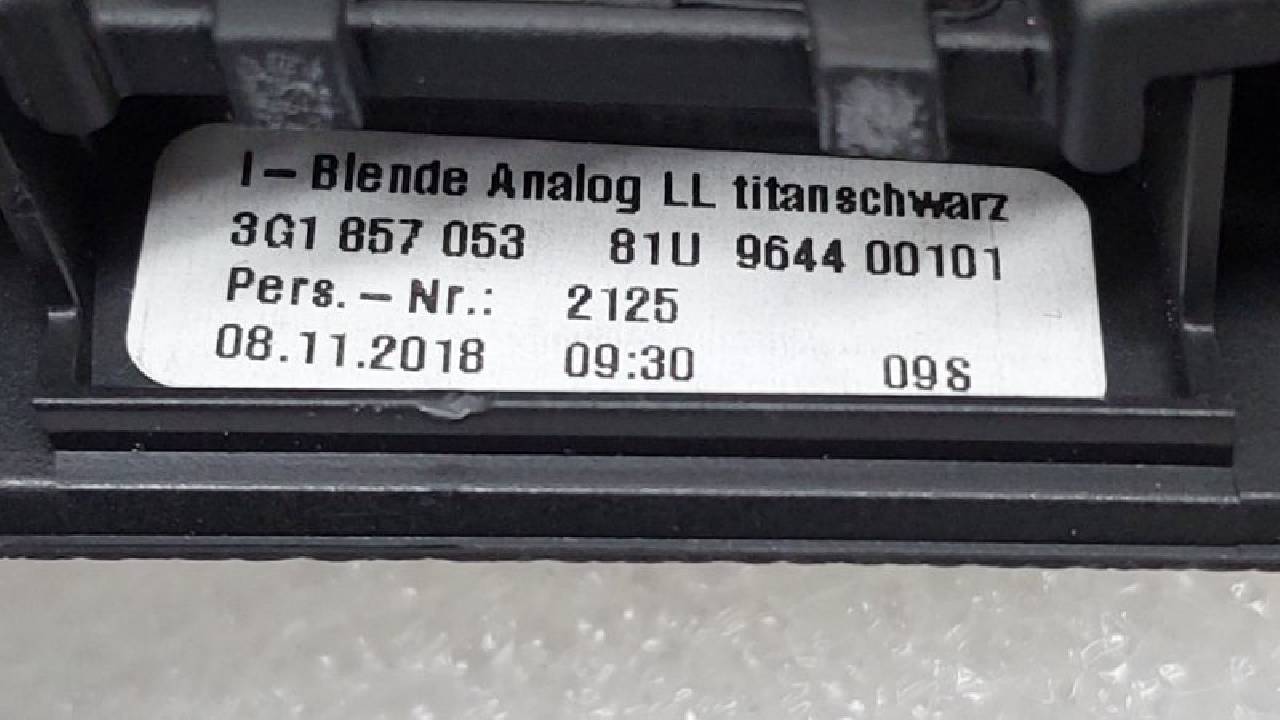 I-Blende Analog LL titanschwarz
3G1 857 053 81U 9644 00101
Pers.-Nr.: 2125
08.11.2018 09:30 09S